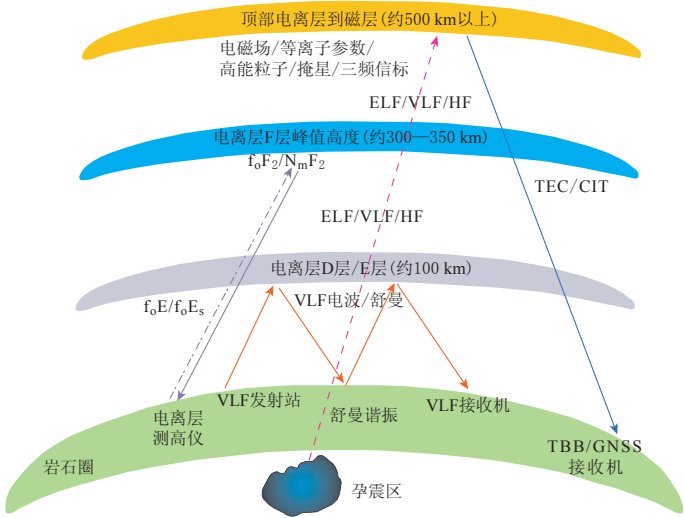 顶部电离层到磁层(约500 km以上)
电磁场/等离子参数/
高能粒子/掩星/三频信标
ELF/VLF/HF
电离层F层峰值高度(约300—350 km)
foF2/NmF2
TEC/CIT
ELF/VLF/HF
电离层D层/E层(约100 km)
foE/foEs
VLF电波/舒曼
VLF发射站
舒曼谐振
VLF接收机
电离层
测高仪
TBB/GNSS
接收机
岩石圈
孕震区